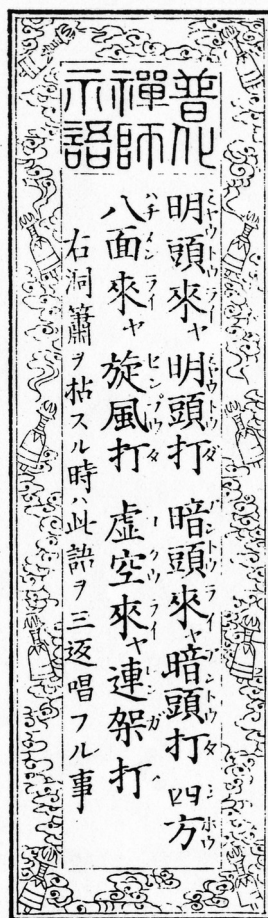 普化
禪師
示語
明頭來ヤ明頭打 暗頭來ヤ暗頭打 四方
八面來ヤ旋風打 虚空來ヤ連架打
右洞簫ヲ拈スル時ハ此語ヲ三返唱フル事